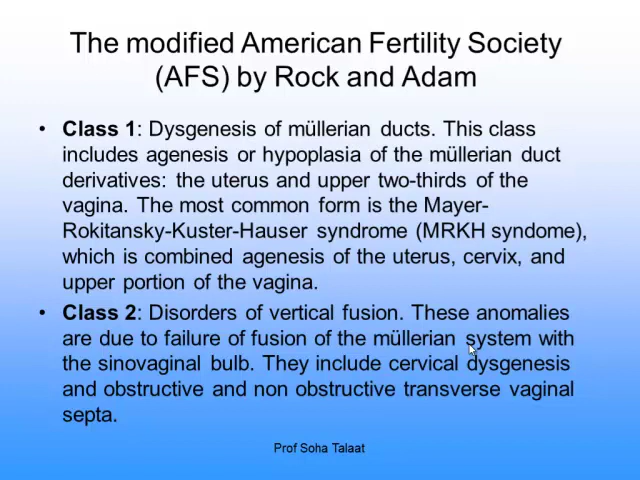 The modified American Fertility Society
(AFS) by Rock and Adam
• Class 1: Dysgenesis of müllerian ducts. This class
includes agenesis or hypoplasia of the müllerian duct
derivatives: the uterus and upper two-thirds of the
vagina. The most common form is the Mayer-
Rokitansky-Kuster-Hauser syndrome (MRKH syndome),
which is combined agenesis of the uterus, cervix, and
upper portion of the vagina.
• Class 2: Disorders of vertical fusion. These anomalies
are due to failure of fusion of the müllerian system with
the sinovaginal bulb. They include cervical dysgenesis
and obstructive and non obstructive transverse vaginal
septa.
Prof Soha Talaat